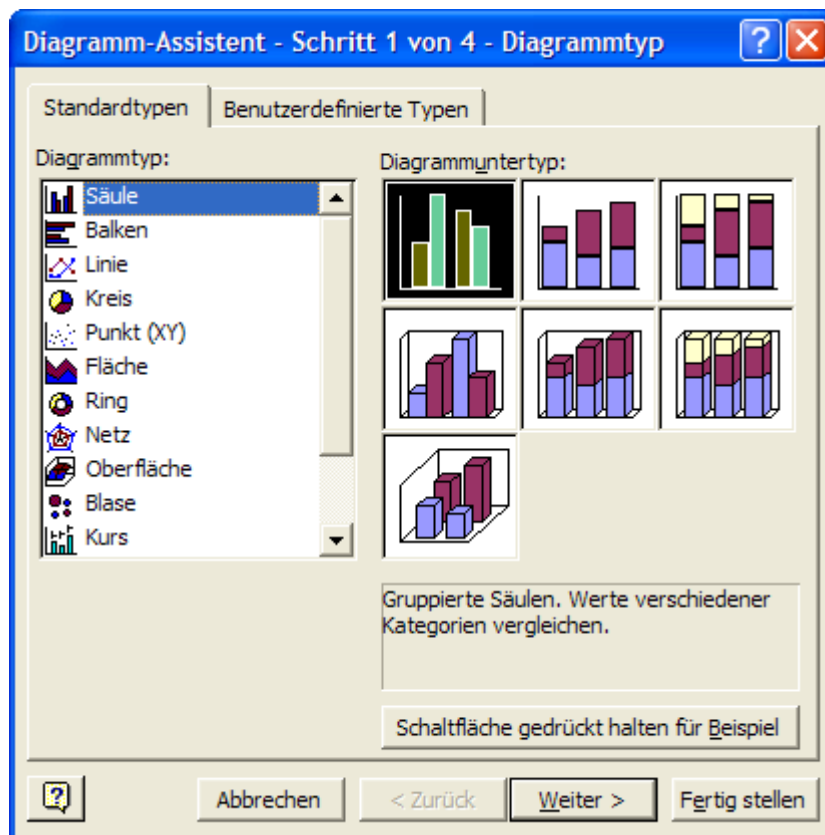 Diagramm-Assistent - Schritt 1 von 4 - Diagrammtyp
Standardtypen
Benutzerdefinierte Typen
Diagrammtyp:
Säule
Balken
Linie
Kreis
Punkt (XY)
Fläche
Ring
Netz
Oberfläche
Blase
Kurs
Diagrammuntertyp:
Gruppierte Säulen. Werte verschiedener
Kategorien vergleichen.
Schaltfläche gedrückt halten für Beispiel
Abbrechen
< Zurück
Weiter >
Fertig stellen